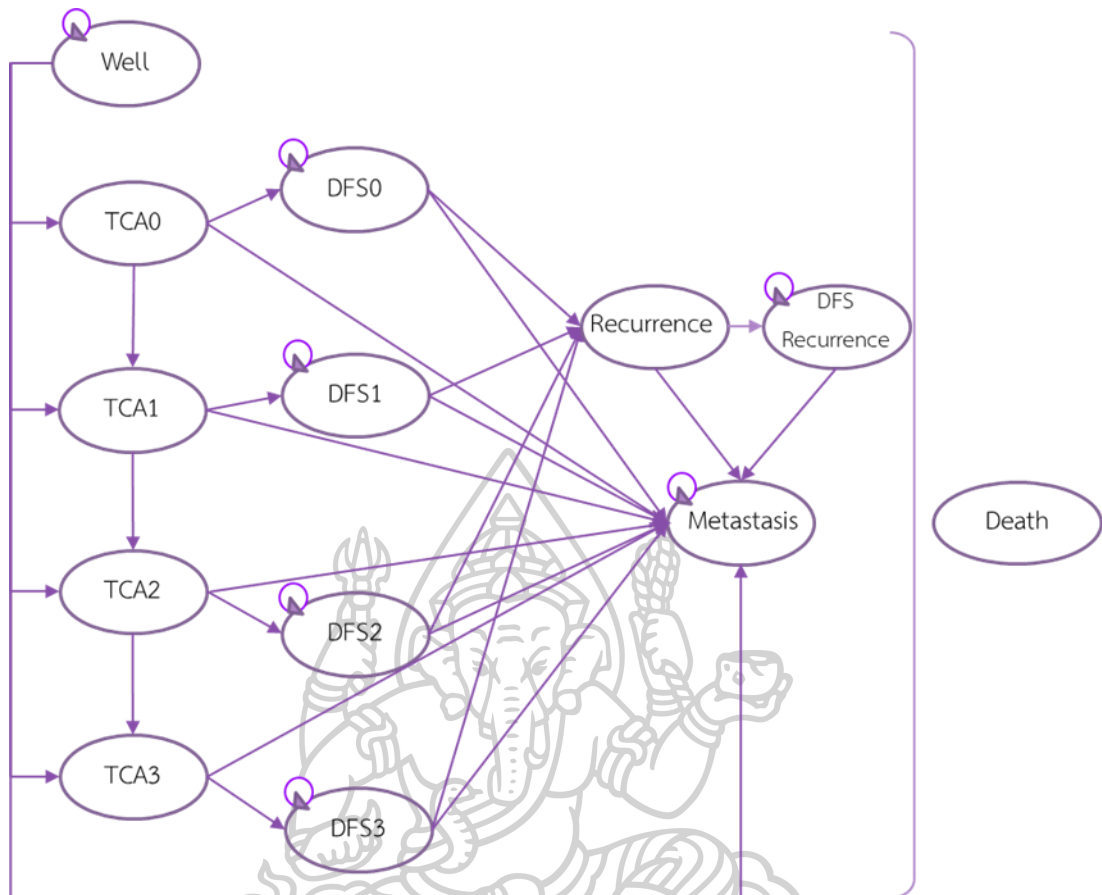 Well
TCA0
DFS0
TCA1
DFS1
Recurrence
DFS
Recurrence
TCA2
DFS2
Metastasis
Death
TCA3
DFS3